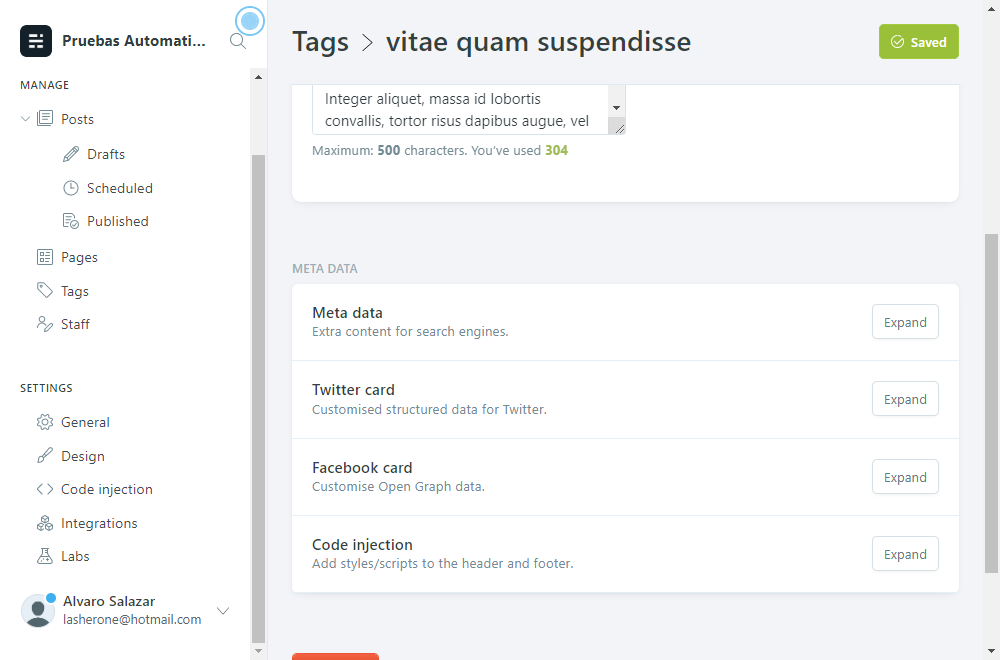 Pruebas Automati...
MANAGE
Posts
Drafts
Scheduled
Published
Pages
Tags
Staff
SETTINGS
General
Design
Code injection
Integrations
Labs
Alvaro Salazar
lasherone@hotmail.com
Tags > vitae quam suspendisse
Saved
Integer aliquet, massa id lobortis
convallis, tortor risus dapibus augue, vel
Maximum: 500 characters. You've used 304
META DATA
Meta data
Extra content for search engines.
Expand
Twitter card
Customised structured data for Twitter.
Expand
Facebook card
Customise Open Graph data.
Expand
Code injection
Add styles/scripts to the header and footer.
Expand